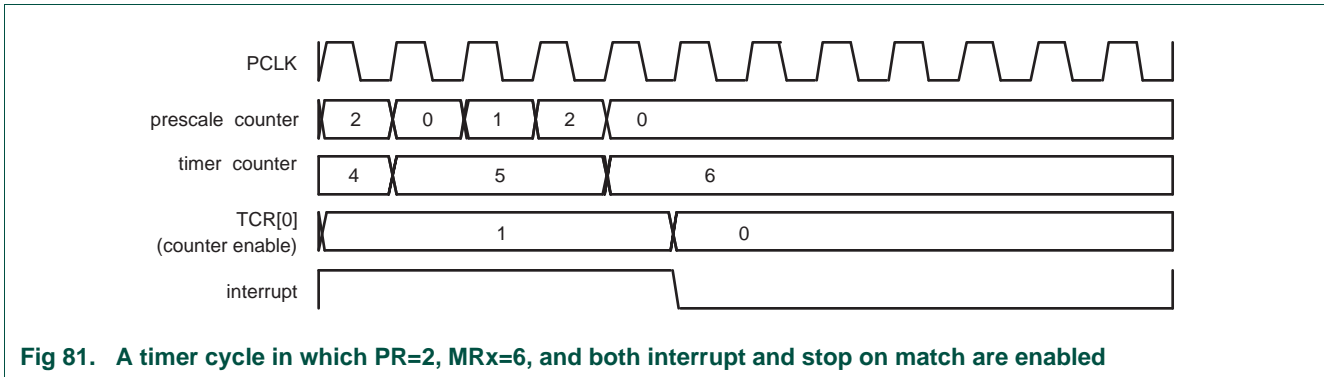 PCLK
prescale counter 2 0 1 2 0
timer counter 4 5 6
TCR[0]
(counter enable) 1 0
interrupt
Fig 81. A timer cycle in which PR=2, MRx=6, and both interrupt and stop on match are enabled